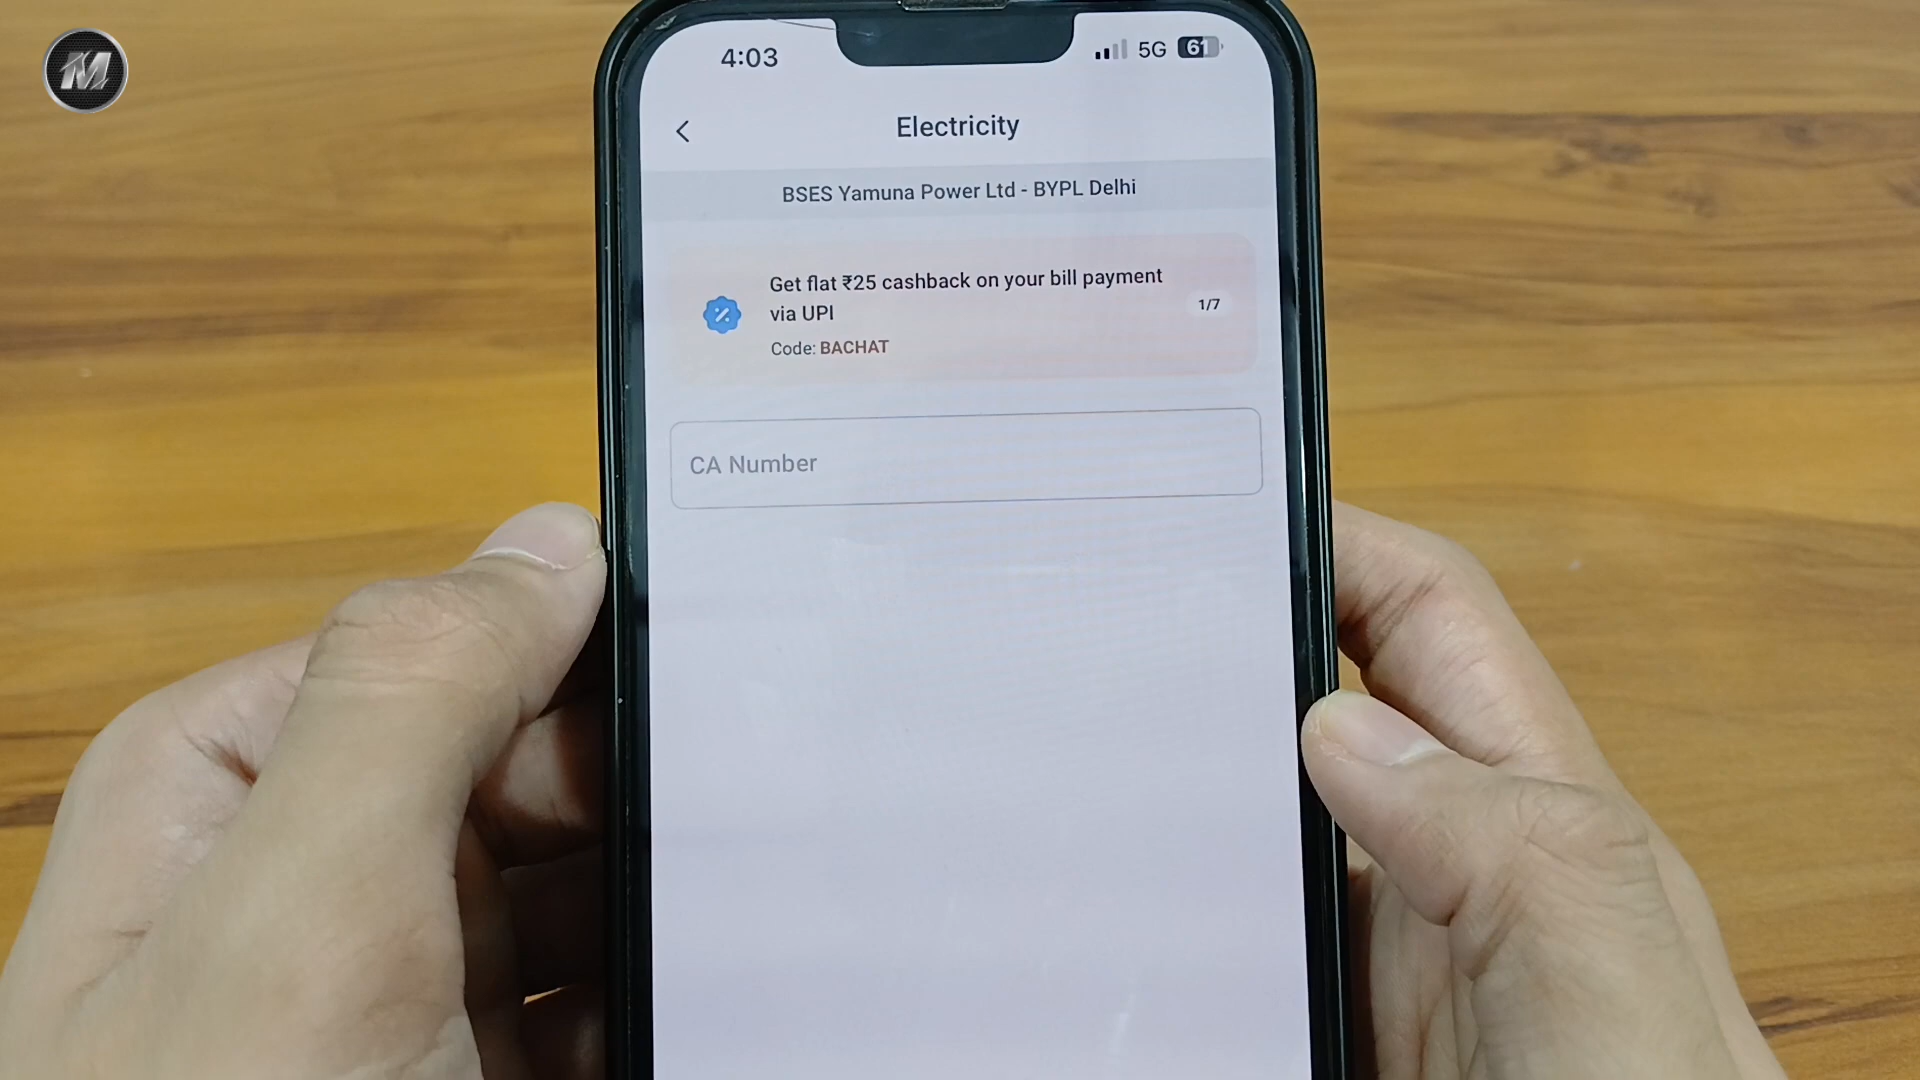 M
4:03
5G
61
Electricity
BSES Yamuna Power Ltd - BYPL Delhi
Get flat ₹25 cashback on your bill payment
via UPI
1/7
Code: BACHAT
CA Number